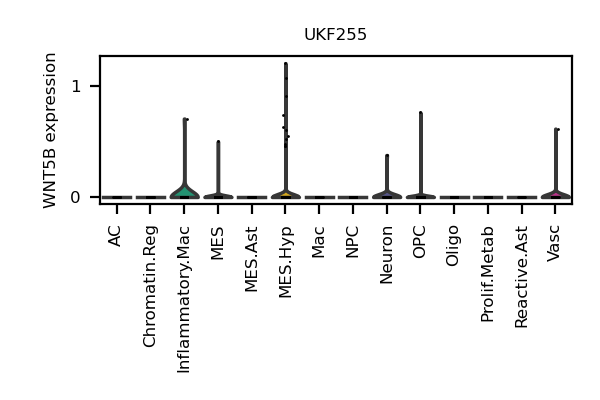 UKF255
WNT5B expression
1
0
AC
Chromatin.Reg
Inflammatory.Mac
MES
MES.Ast
MES.Hyp
Mac
NPC
Neuron
OPC
Oligo
Prolif.Metab
Reactive.Ast
Vasc